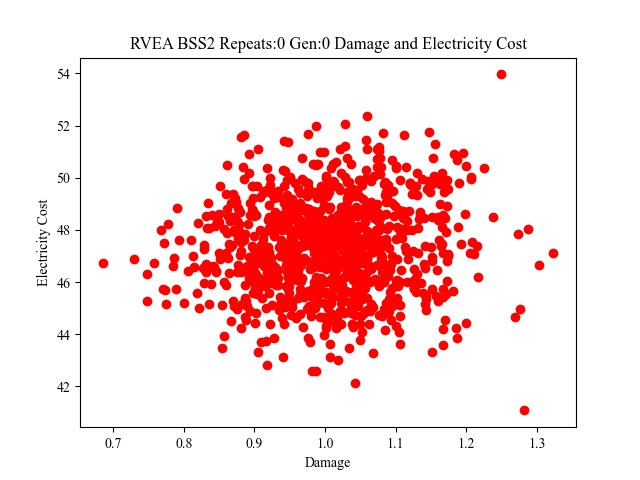 RVEA BSS2 Repeats:0 Gen:0 Damage and Electricity Cost
54
52
50
48
46
44
42
Electricity Cost
0.7 0.8 0.9 1.0 1.1 1.2 1.3
Damage